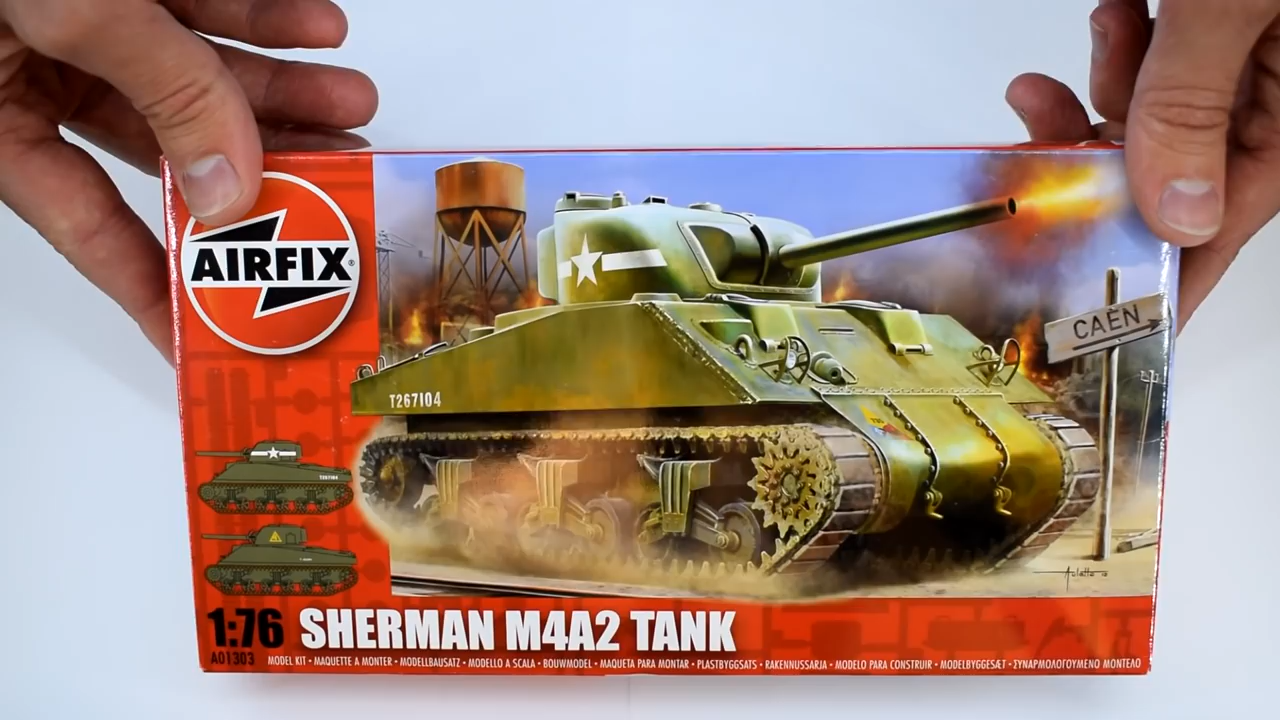 AIRFIX®
CAEN
T267104
1:76 SHERMAN M4A2 TANK
A01303
MODEL KIT • MAQUETTE A MONTER • MODELLBAUSATZ • MODELLO A SCALA • BOUWMODEL • MAQUETA PARA MONTAR • PLASTBYGGSATS • RAKENNUSSARJA • MODELO PARA CONSTRUIR • MODELBYGGESÆT • ΣΥΝΑΡΜΟΛΟΓΟΥΜΕΝΟ ΜΟΝΤΕΛΟ